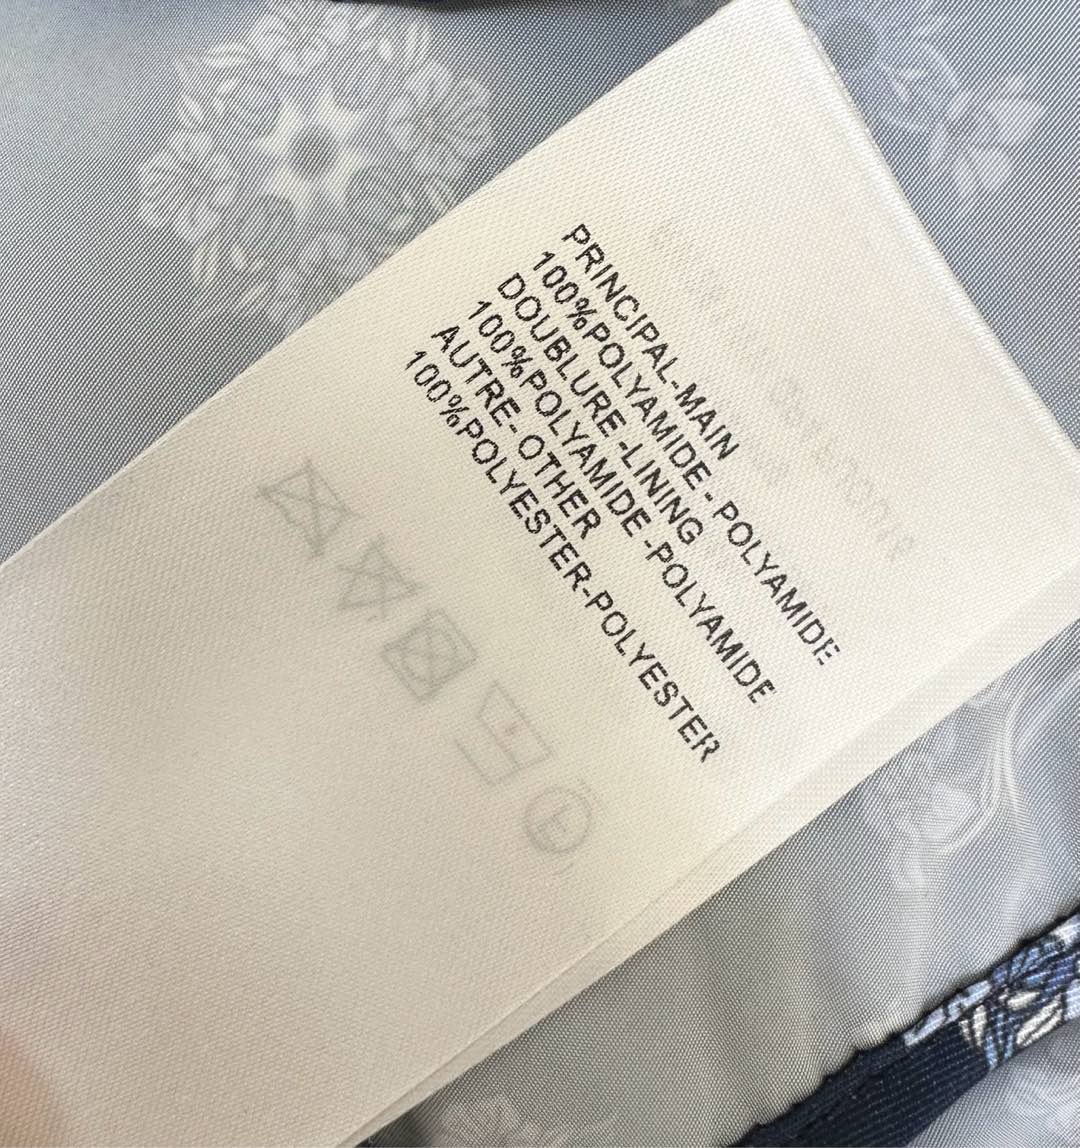 PRINCIPAL-MAIN
100%POLYAMIDE - POLYAMIDE
DOUBLURE -LINING
100%POLYAMIDE -POLYAMIDE
AUTRE- OTHER
100%POLYESTER-POLYESTER